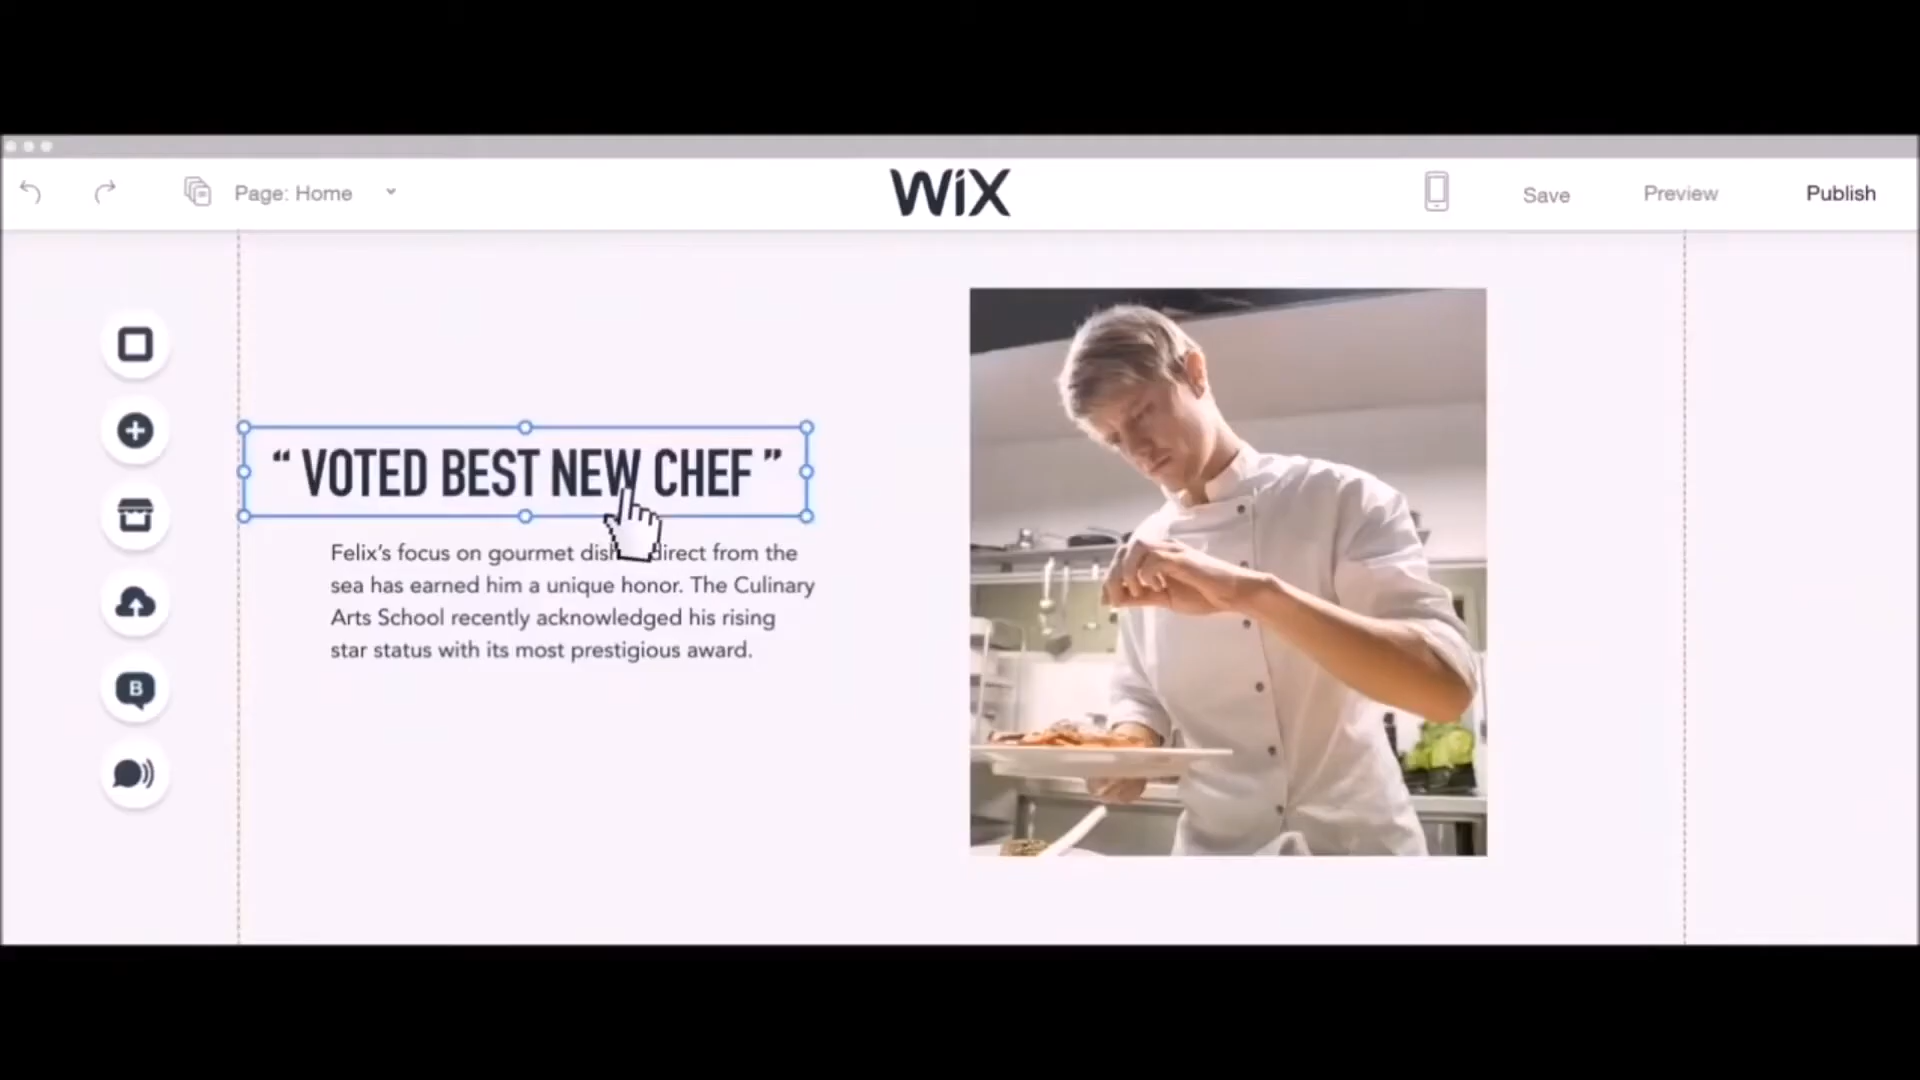 Page: Home
WiX
Save
Preview
Publish
“ VOTED BEST NEW CHEF ”
Felix’s focus on gourmet direct from the
sea has earned him a unique honor. The Culinary
Arts School recently acknowledged his rising
star status with its most prestigious award.
B